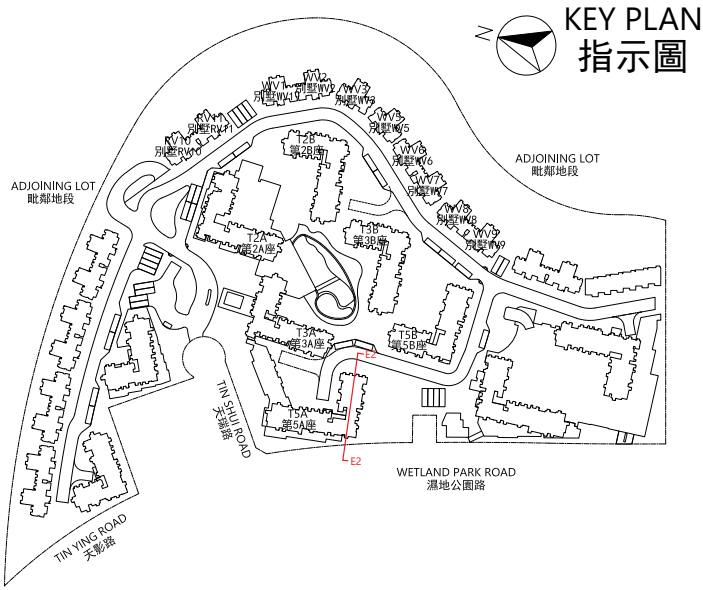 N
KEY PLAN
指示圖
WV1
別墅WV10
WV2
別墅WV2
WV3
別墅WV3
RV11
別墅RV11
WV5
別墅WV5
RV10
別墅RV10
T2B
第2B座
WV6
別墅WV6
ADJOINING LOT
毗鄰地段
ADJOINING LOT
毗鄰地段
WV7
別墅WV7
WV8
別墅WV8
T2A
第2A座
T3B
第3B座
WV9
別墅WV9
T3A
第3A座
T5B
第5B座
E2
T5A
第5A座
TIN SHUI ROAD
天瑞路
E2
WETLAND PARK ROAD
濕地公園路
TIN YING ROAD
天影路